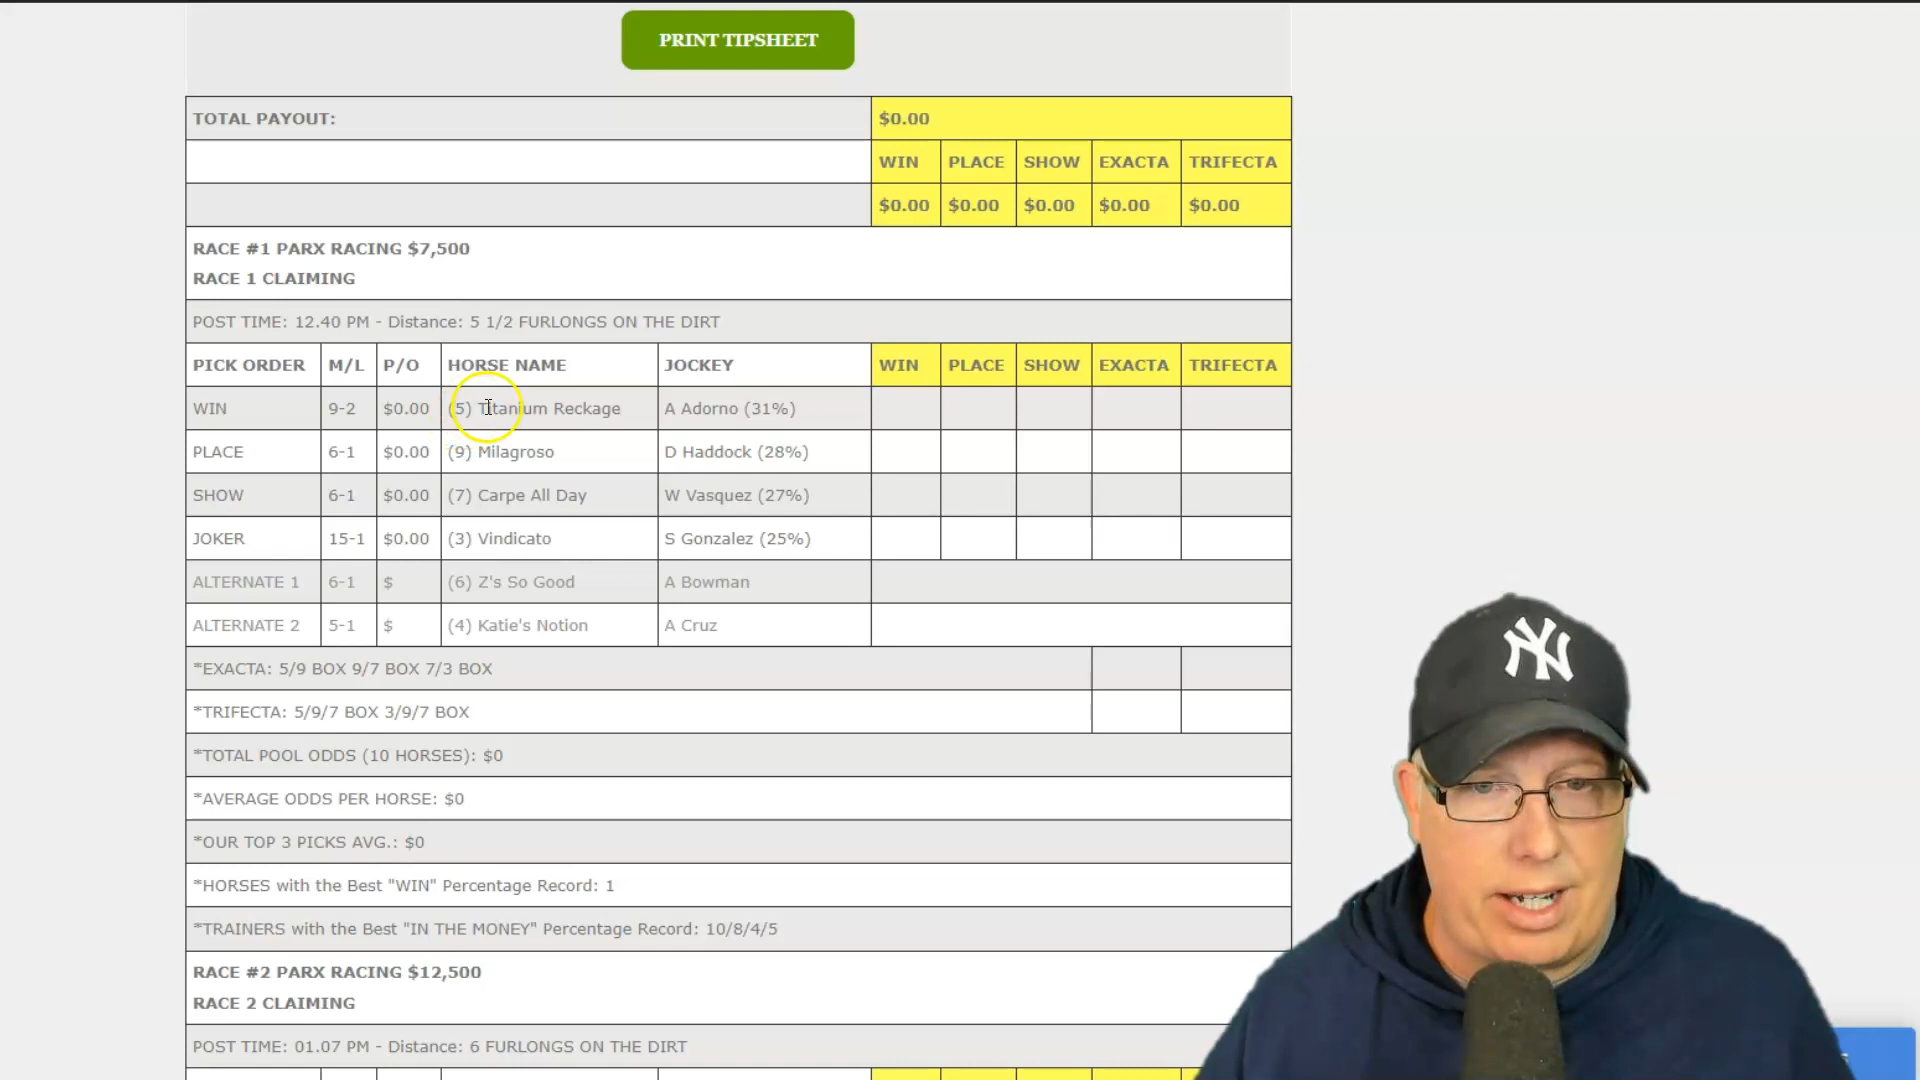 PRINT TIPSHEET
TOTAL PAYOUT: $0.00
WIN PLACE SHOW EXACTA TRIFECTA
$0.00 $0.00 $0.00 $0.00 $0.00
RACE #1 PARX RACING $7,500
RACE 1 CLAIMING
POST TIME: 12.40 PM - Distance: 5 1/2 FURLONGS ON THE DIRT
PICK ORDER M/L P/O HORSE NAME JOCKEY WIN PLACE SHOW EXACTA TRIFECTA
WIN 9-2 $0.00 (5) Titanium Reckage A Adorno (31%)
PLACE 6-1 $0.00 (9) Milagroso D Haddock (28%)
SHOW 6-1 $0.00 (7) Carpe All Day W Vasquez (27%)
JOKER 15-1 $0.00 (3) Vindicato S Gonzalez (25%)
ALTERNATE 1 6-1 $ (6) Z's So Good A Bowman
ALTERNATE 2 5-1 $ (4) Katie's Notion A Cruz
*EXACTA: 5/9 BOX 9/7 BOX 7/3 BOX
*TRIFECTA: 5/9/7 BOX 3/9/7 BOX
*TOTAL POOL ODDS (10 HORSES): $0
*AVERAGE ODDS PER HORSE: $0
*OUR TOP 3 PICKS AVG.: $0
*HORSES with the Best "WIN" Percentage Record: 1
*TRAINERS with the Best "IN THE MONEY" Percentage Record: 10/8/4/5
RACE #2 PARX RACING $12,500
RACE 2 CLAIMING
POST TIME: 01.07 PM - Distance: 6 FURLONGS ON THE DIRT
NY